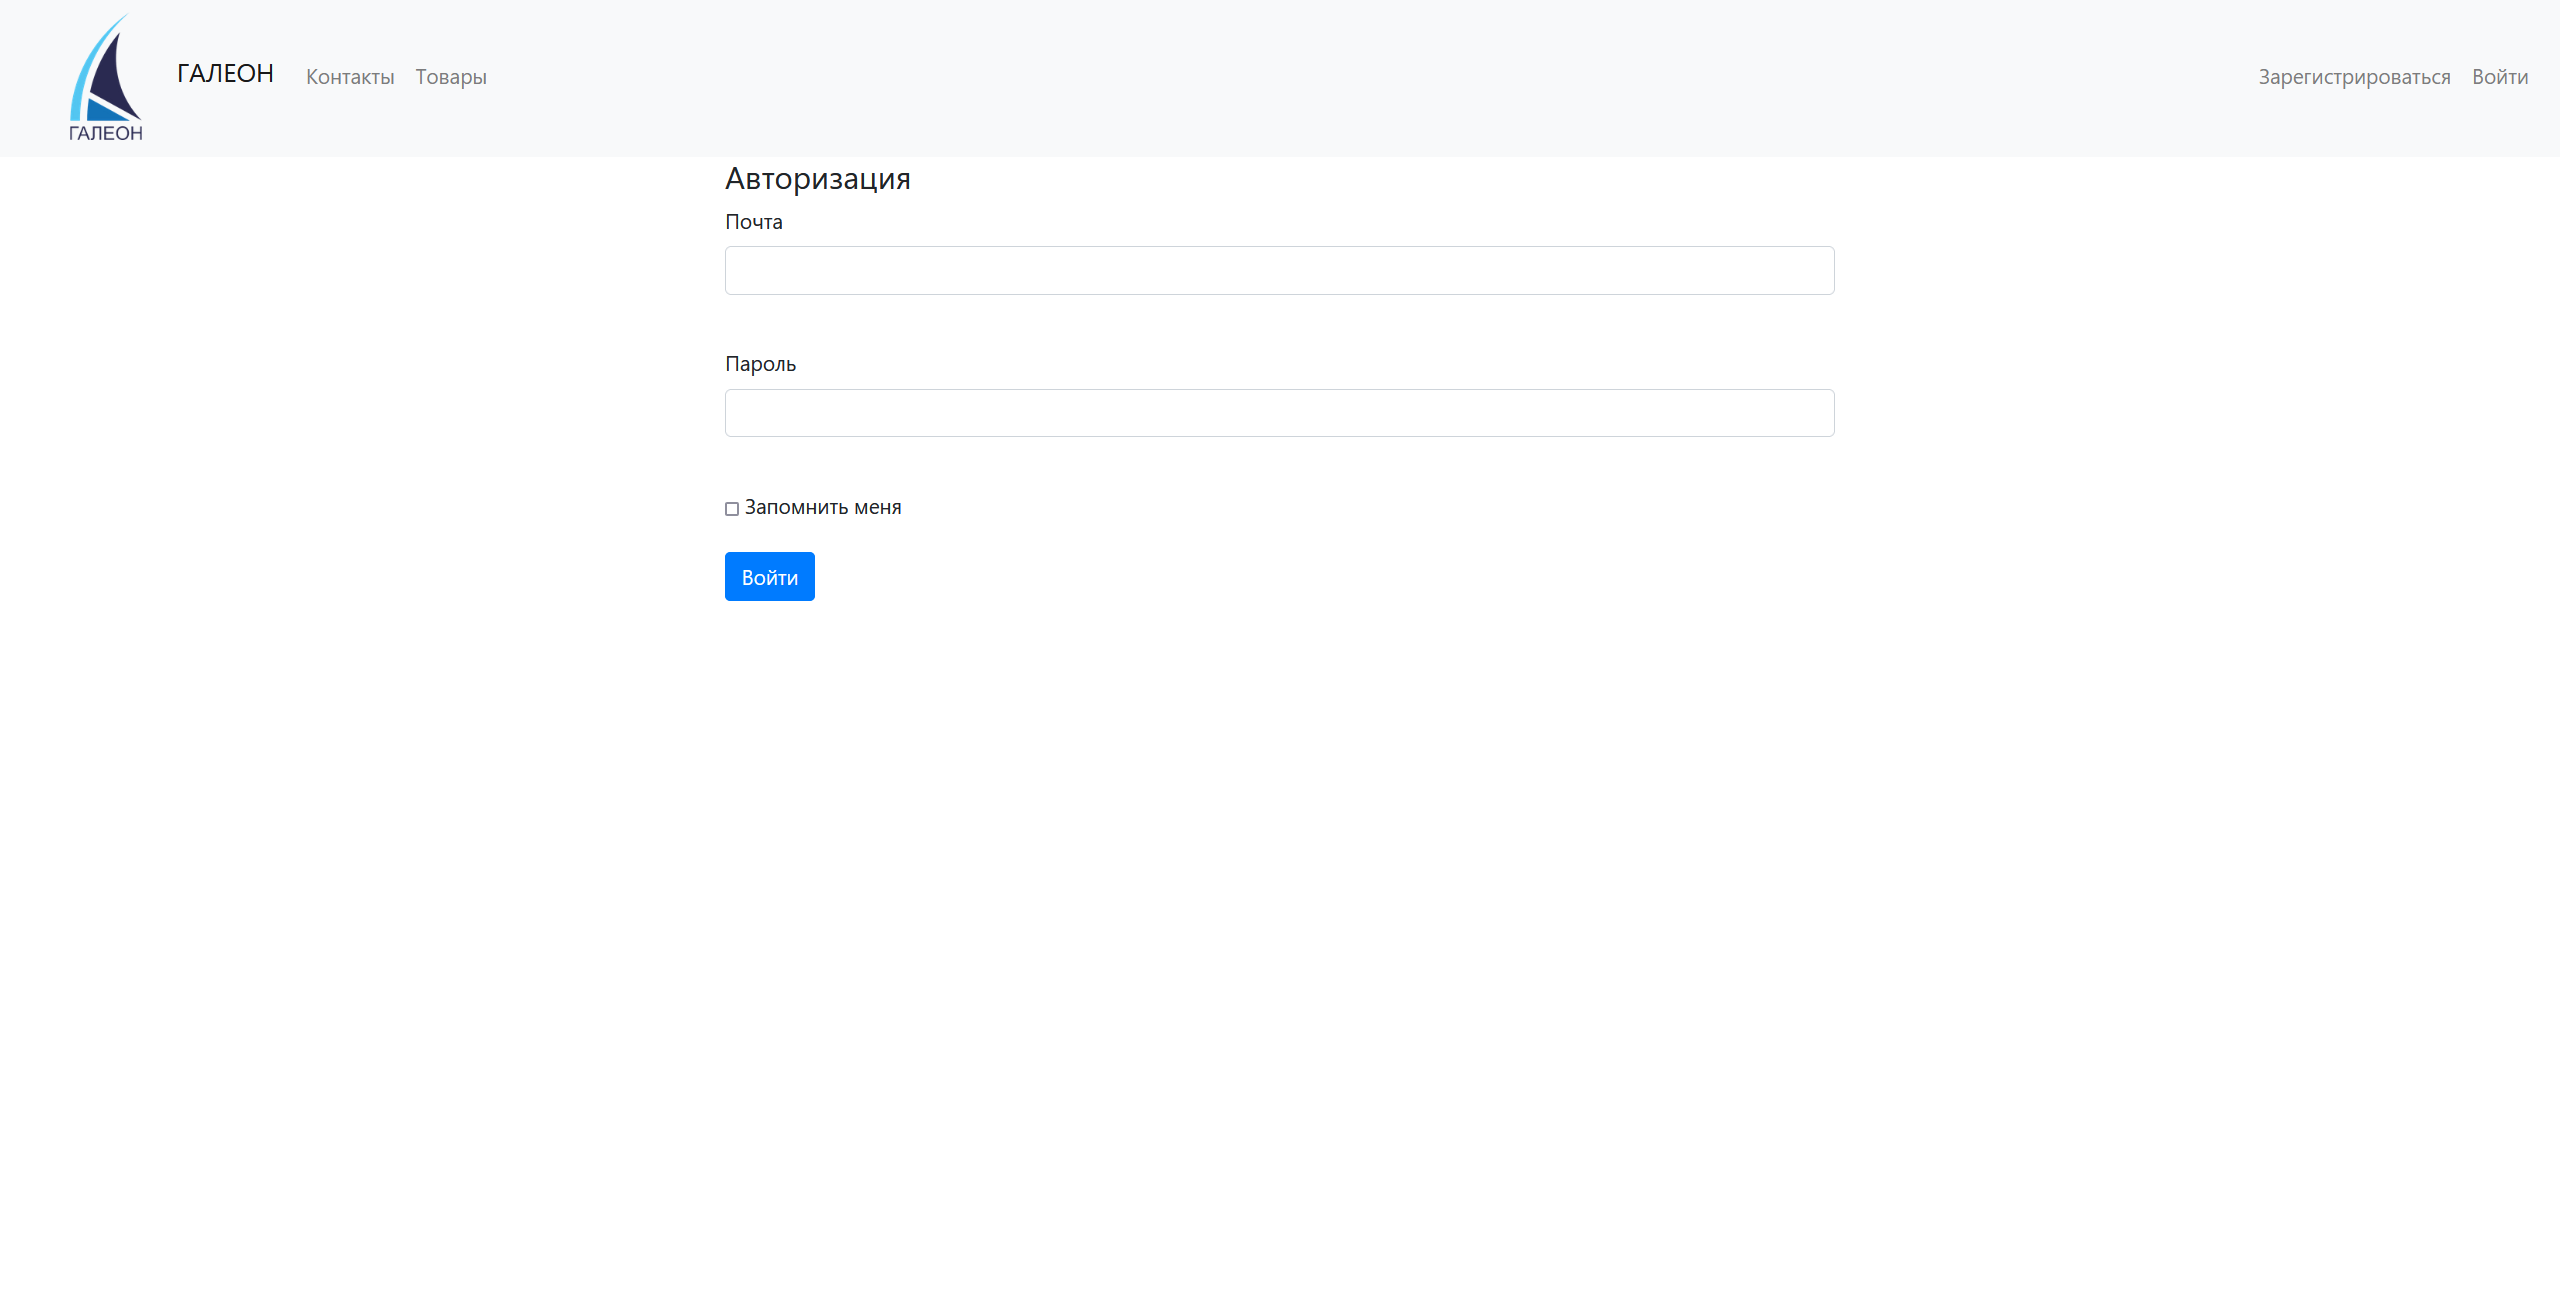 ГАЛЕОН
ГАЛЕОН Контакты Товары Зарегистрироваться Войти
Авторизация
Почта
Пароль
Запомнить меня
Войти